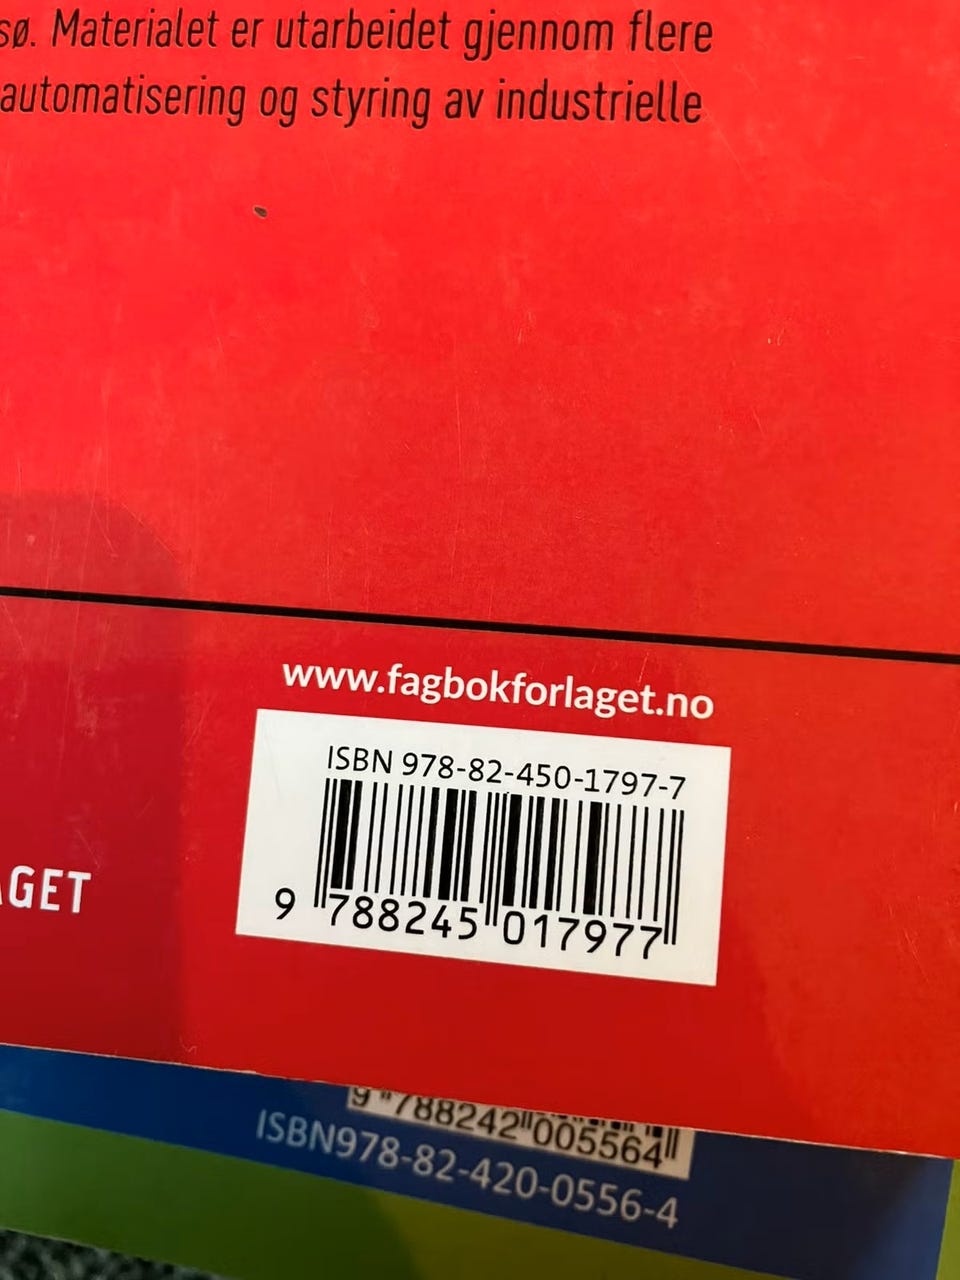 sø. Materialet er utarbeidet gjennom flere
automatisering og styring av industrielle
www.fagbokforlaget.no
ISBN 978-82-450-1797-7
9 788245 017977
AGET
9 788242 005564
ISBN978-82-420-0556-4